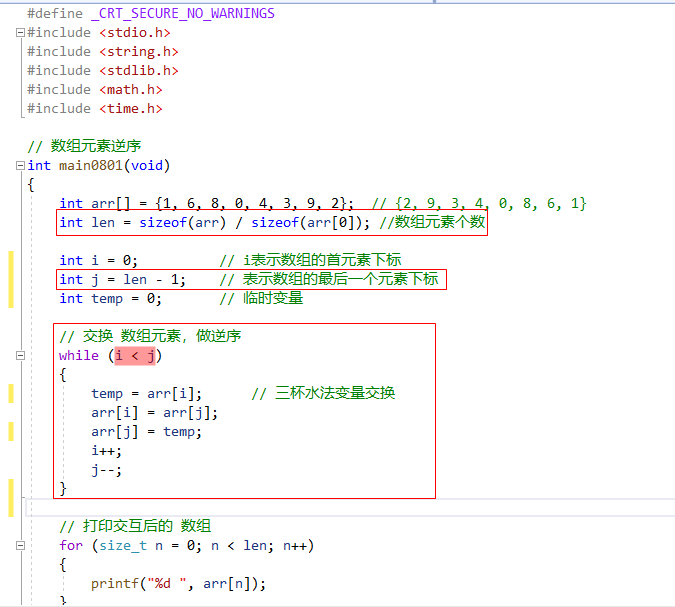 #define _CRT_SECURE_NO_WARNINGS
#include <stdio.h>
#include <string.h>
#include <stdlib.h>
#include <math.h>
#include <time.h>
// 数组元素逆序
int main0801(void)
{
int arr[] = {1, 6, 8, 0, 4, 3, 9, 2};  // {2, 9, 3, 4, 0, 8, 6, 1}
int len = sizeof(arr) / sizeof(arr[0]); //数组元素个数
int i = 0;          // i表示数组的首元素下标
int j = len - 1;    // 表示数组的最后一个元素下标
int temp = 0;       // 临时变量
// 交换 数组元素，做逆序
while (i < j)
{
temp = arr[i];      // 三杯水法变量交换
arr[i] = arr[j];
arr[j] = temp;
i++;
j--;
}
// 打印交互后的 数组
for (size_t n = 0; n < len; n++)
{
printf("%d ", arr[n]);
}